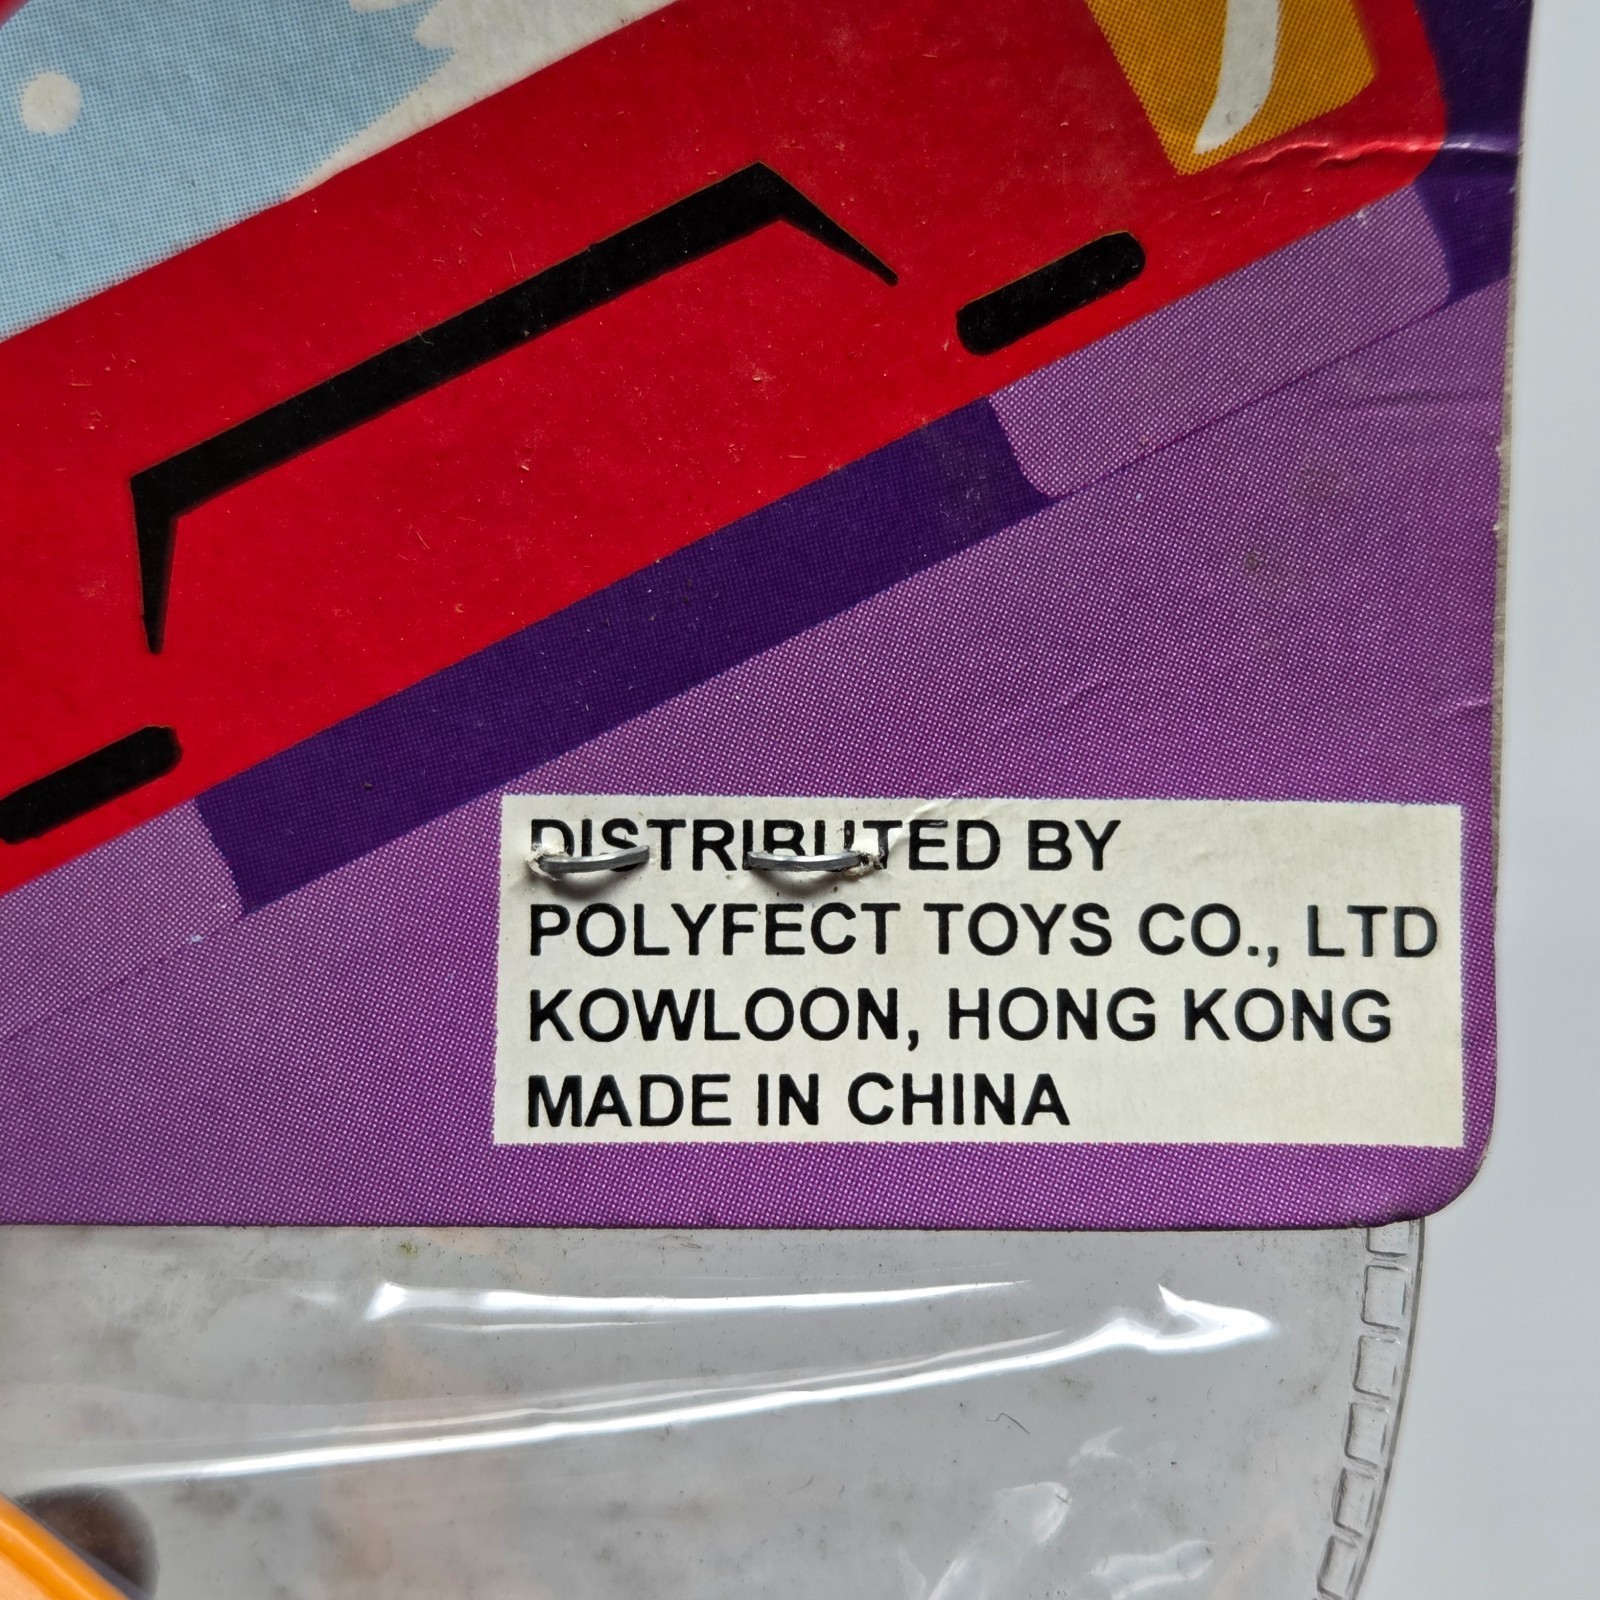 DISTRIBUTED BY
POLYFECT TOYS CO., LTD
KOWLOON, HONG KONG
MADE IN CHINA